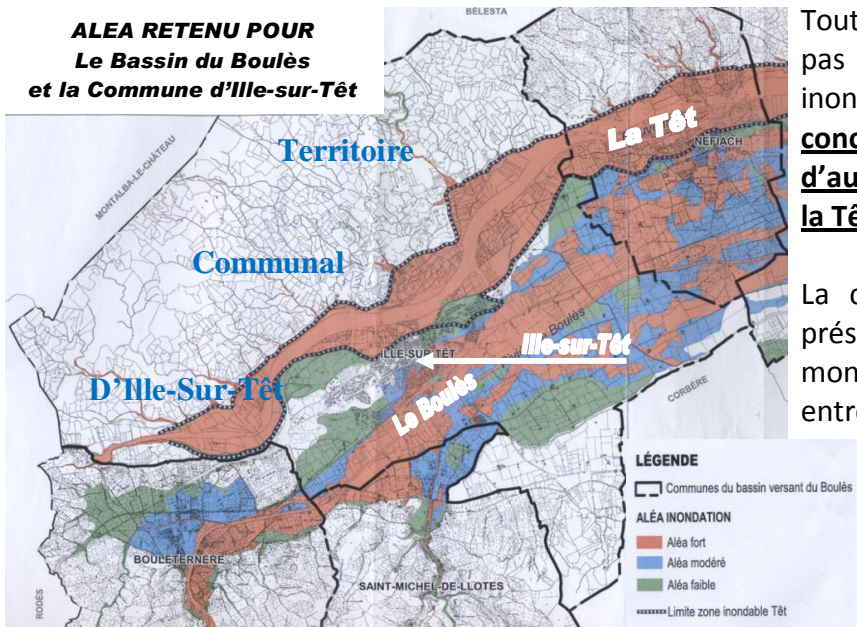 ALEA RETENU POUR
Le Bassin du Boulès
et la Commune d'Ille-sur-Têt
BÉLESTA
MONTALBA-LE-CHÂTEAU
Territoire
La Têt
NÉFIACH
Communal
Ille-sur-Têt
Boulès
ILLE-SUR-TÊT
D'Ille-Sur-Têt
Le Boulès
CORBÈRE
BOULETERNÈRE
SAINT-MICHEL-DE-LLOTES
RODÈS
Tout
pas
inon
conc
d'au
la Tê
La c
prés
mon
entre
LÉGENDE
Communes du bassin versant du Boulès
ALÉA INONDATION
Aléa fort
Aléa modéré
Aléa faible
Limite zone inondable Têt